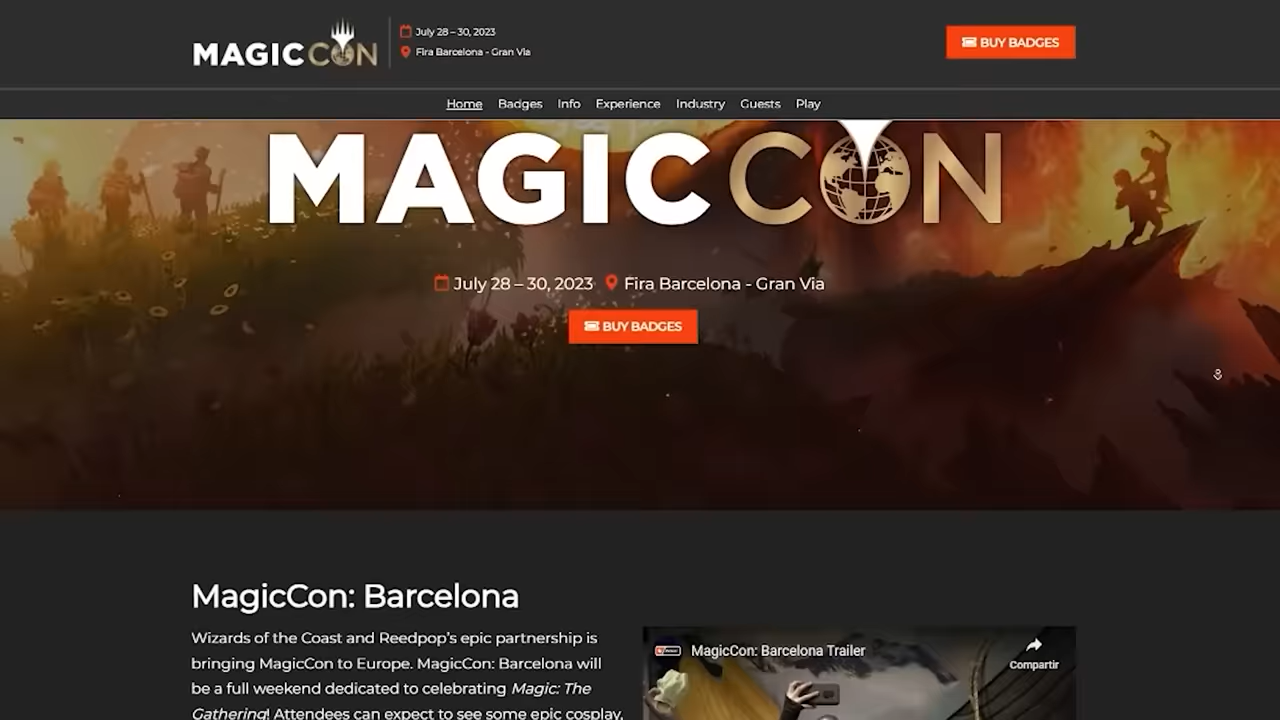 MAGICCON
July 28 – 30, 2023
Fira Barcelona - Gran Via
BUY BADGES
Home Badges Info Experience Industry Guests Play
MAGICCON
July 28 – 30, 2023 Fira Barcelona - Gran Via
BUY BADGES
MagicCon: Barcelona
Wizards of the Coast and Reedpop's epic partnership is
bringing MagicCon to Europe. MagicCon: Barcelona will
be a full weekend dedicated to celebrating Magic: The
Gathering! Attendees can expect to see some epic cosplay,
MagicCon: Barcelona Trailer
Compartir